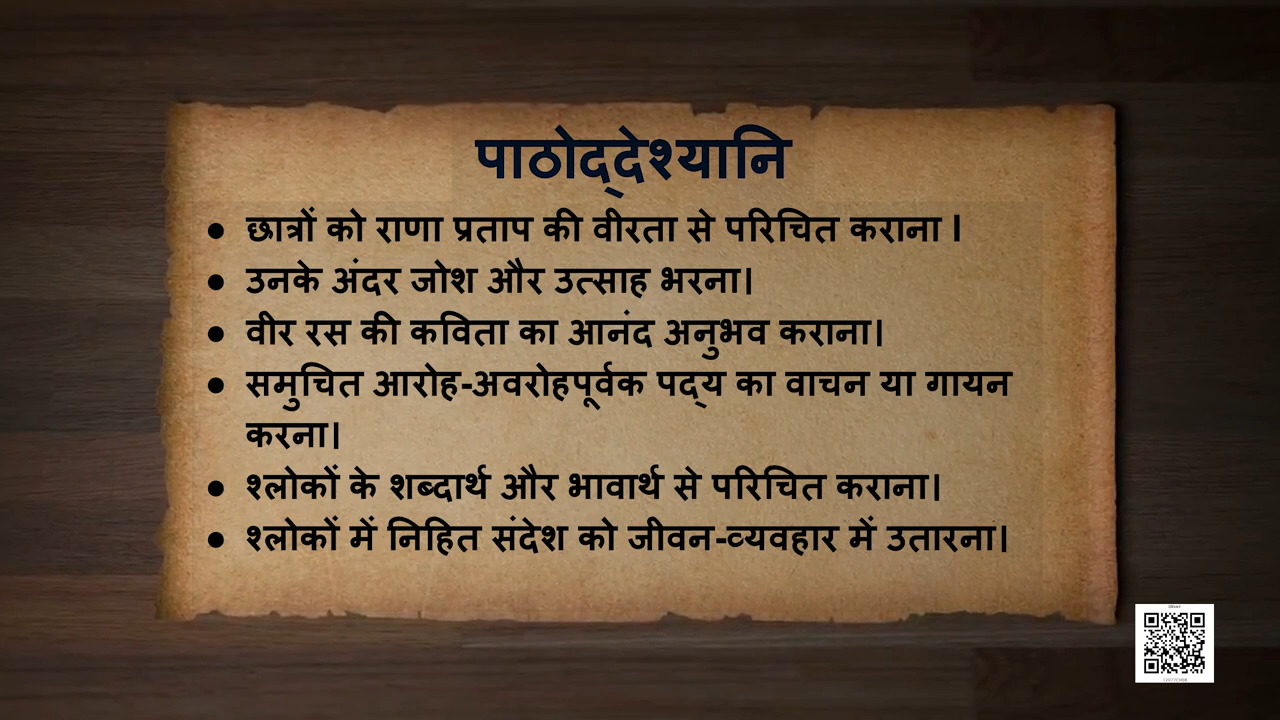 पाठोद्देश्यानि
● छात्रों को राणा प्रताप की वीरता से परिचित कराना l
● उनके अंदर जोश और उत्साह भरना।
● वीर रस की कविता का आनंद अनुभव कराना।
● समुचित आरोह-अवरोहपूर्वक पद्य का वाचन या गायन
करना।
● श्लोकों के शब्दार्थ और भावार्थ से परिचित कराना।
● श्लोकों में निहित संदेश को जीवन-व्यवहार में उतारना।